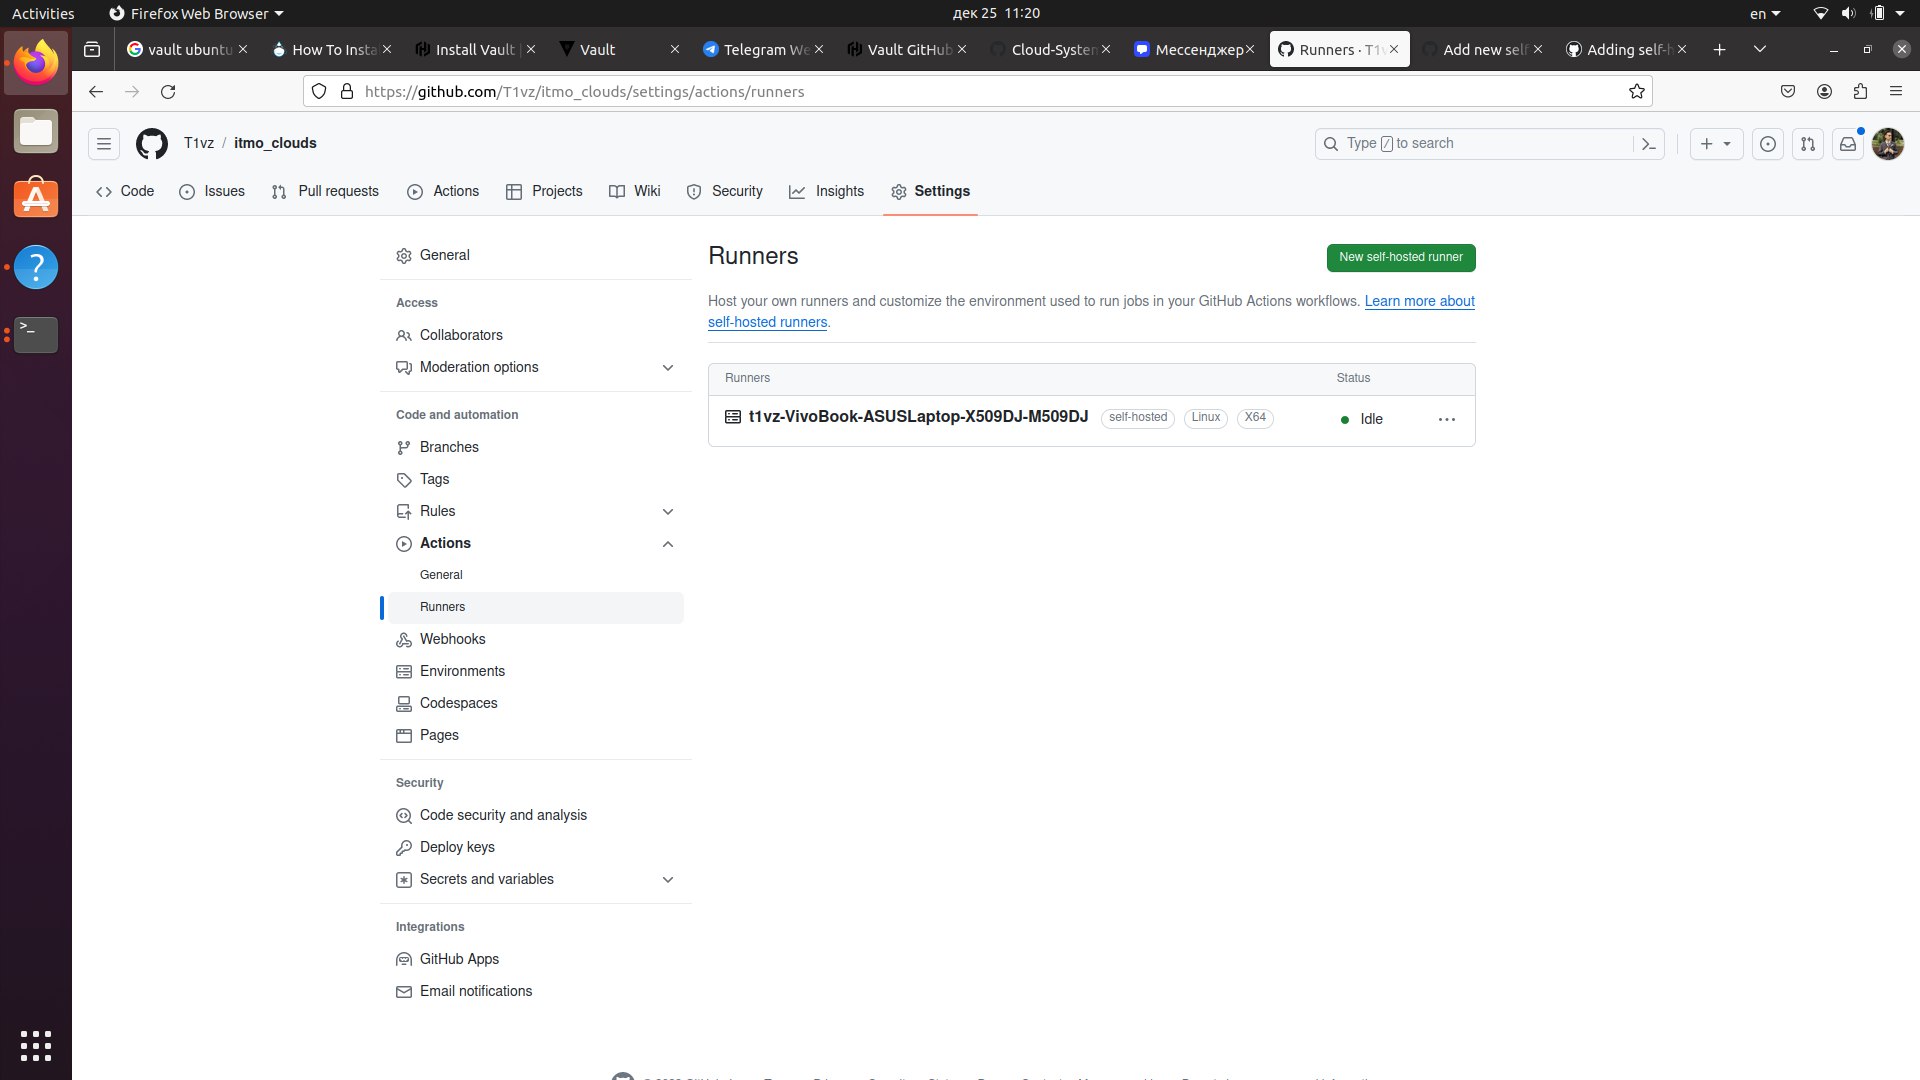 Activities
Firefox Web Browser
дек 25 11:20
en
vault ubuntu
How To Insta
Install Vault |
Vault
Telegram We
Vault GitHub
Cloud-System
Мессенджер
Runners · T1v
Add new self
Adding self-h
https://github.com/T1vz/itmo_clouds/settings/actions/runners
T1vz / itmo_clouds
Type / to search
Code
Issues
Pull requests
Actions
Projects
Wiki
Security
Insights
Settings
General
Access
Collaborators
Moderation options
Code and automation
Branches
Tags
Rules
Actions
General
Runners
Webhooks
Environments
Codespaces
Pages
Security
Code security and analysis
Deploy keys
Secrets and variables
Integrations
GitHub Apps
Email notifications
Runners
New self-hosted runner
Host your own runners and customize the environment used to run jobs in your GitHub Actions workflows. Learn more about
self-hosted runners.
Runners
Status
t1vz-VivoBook-ASUSLaptop-X509DJ-M509DJ
self-hosted
Linux
X64
Idle